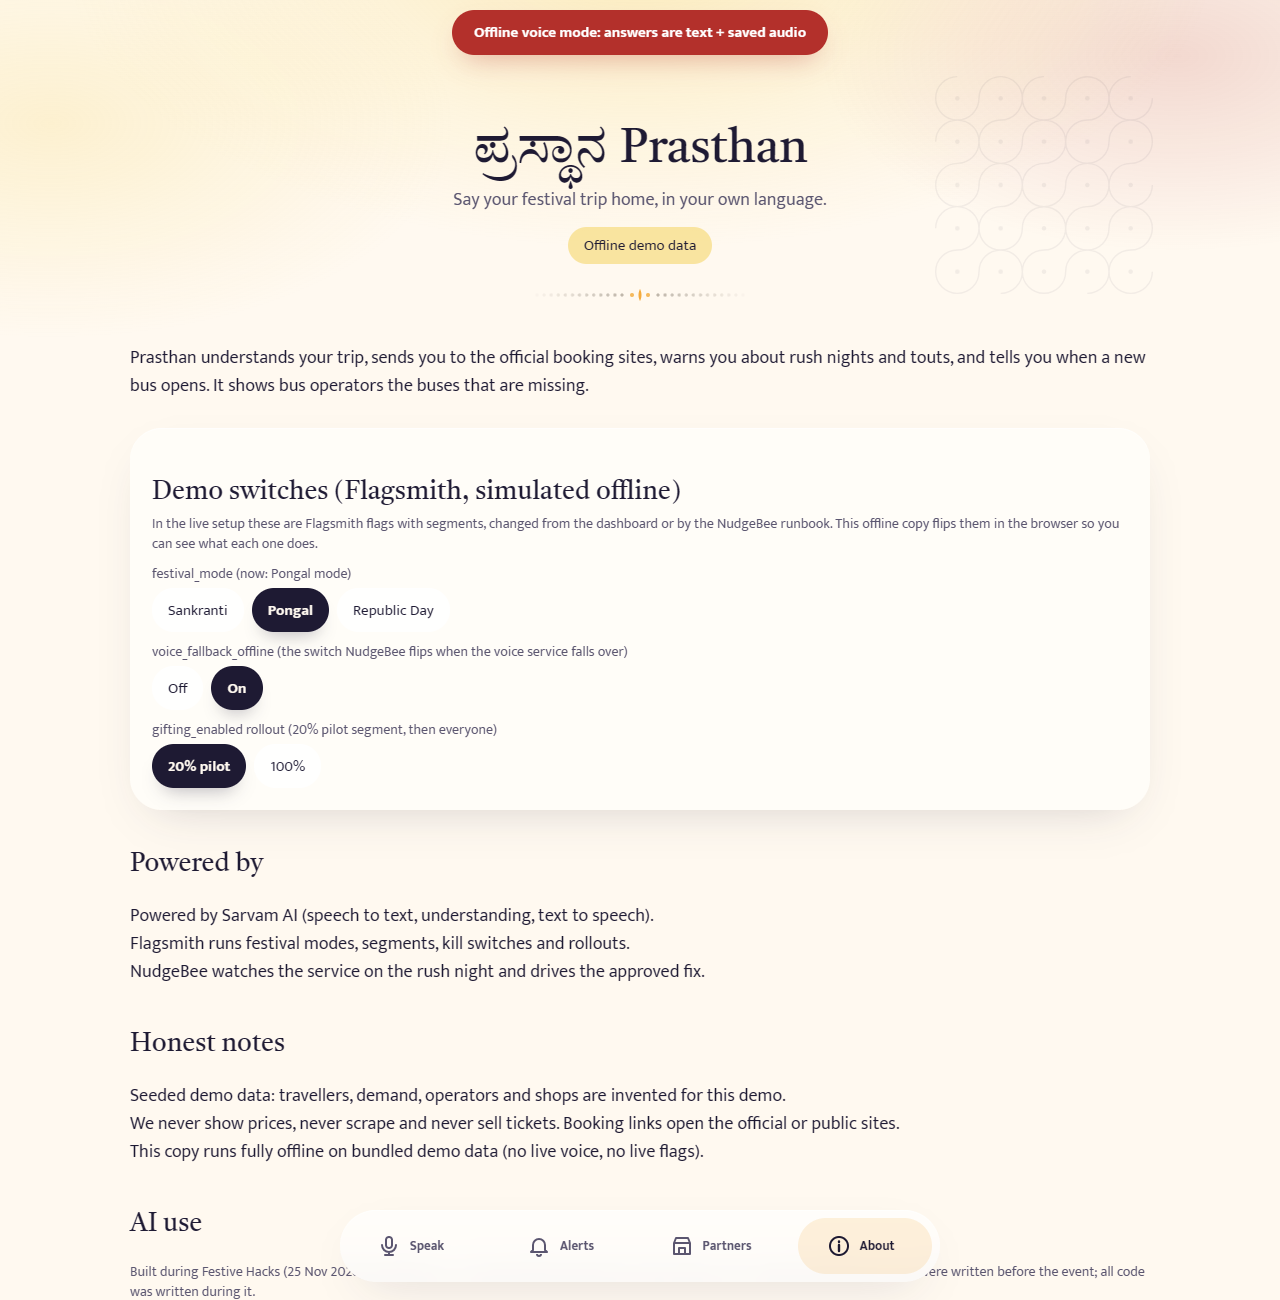 Offline voice mode: answers are text + saved audio
ಪ್ರಸ್ಥಾನ Prasthan
Say your festival trip home, in your own language.
Offline demo data
Prasthan understands your trip, sends you to the official booking sites, warns you about rush nights and touts, and tells you when a new
bus opens. It shows bus operators the buses that are missing.
Demo switches (Flagsmith, simulated offline)
In the live setup these are Flagsmith flags with segments, changed from the dashboard or by the NudgeBee runbook. This offline copy flips them in the browser so you
can see what each one does.
festival_mode (now: Pongal mode)
Sankranti Pongal Republic Day
voice_fallback_offline (the switch NudgeBee flips when the voice service falls over)
Off On
gifting_enabled rollout (20% pilot segment, then everyone)
20% pilot 100%
Powered by
Powered by Sarvam AI (speech to text, understanding, text to speech).
Flagsmith runs festival modes, segments, kill switches and rollouts.
NudgeBee watches the service on the rush night and drives the approved fix.
Honest notes
Seeded demo data: travellers, demand, operators and shops are invented for this demo.
We never show prices, never scrape and never sell tickets. Booking links open the official or public sites.
This copy runs fully offline on bundled demo data (no live voice, no live flags).
AI use
Speak Alerts Partners About
Built during Festive Hacks (25 Nov written before the event; all code
was written during it.